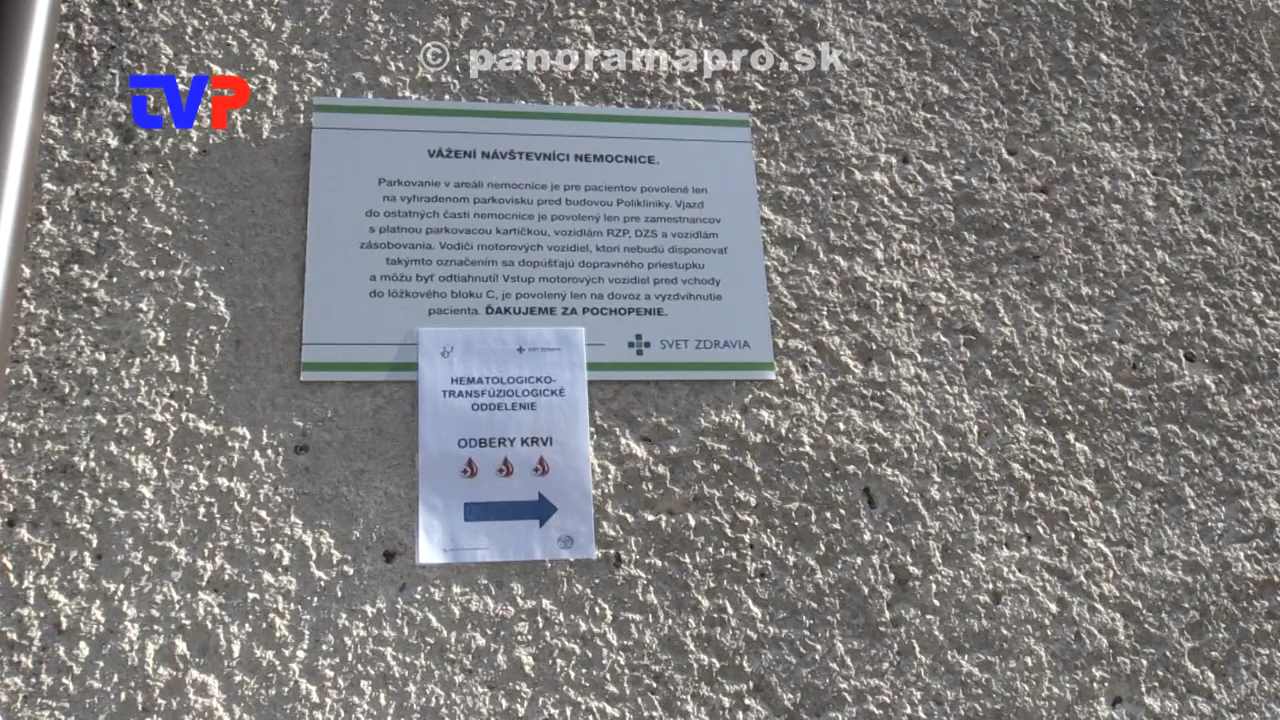 © panoramapro.sk
TVP
VÁŽENÍ NÁVŠTEVNÍCI NEMOCNICE.
Parkovanie v areáli nemocnice je pre pacientov povolené len
na vyhradenom parkovisku pred budovou Polikliniky. Vjazd
do ostatných častí nemocnice je povolený len pre zamestnancov
s platnou parkovacou kartičkou, vozidlám RZP, DZS a vozidlám
zásobovania. Vodiči motorových vozidiel, ktorí nebudú disponovať
takýmto označením sa dopúšťajú dopravného priestupku
a môžu byť odtiahnutí! Vstup motorových vozidiel pred vchody
do lôžkového bloku C, je povolený len na dovoz a vyzdvihnutie
pacienta. ĎAKUJEME ZA POCHOPENIE.
SVET ZDRAVIA
SVET ZDRAVIA
HEMATOLOGICKO-
TRANSFÚZIOLOGICKÉ
ODDELENIE
ODBERY KRVI